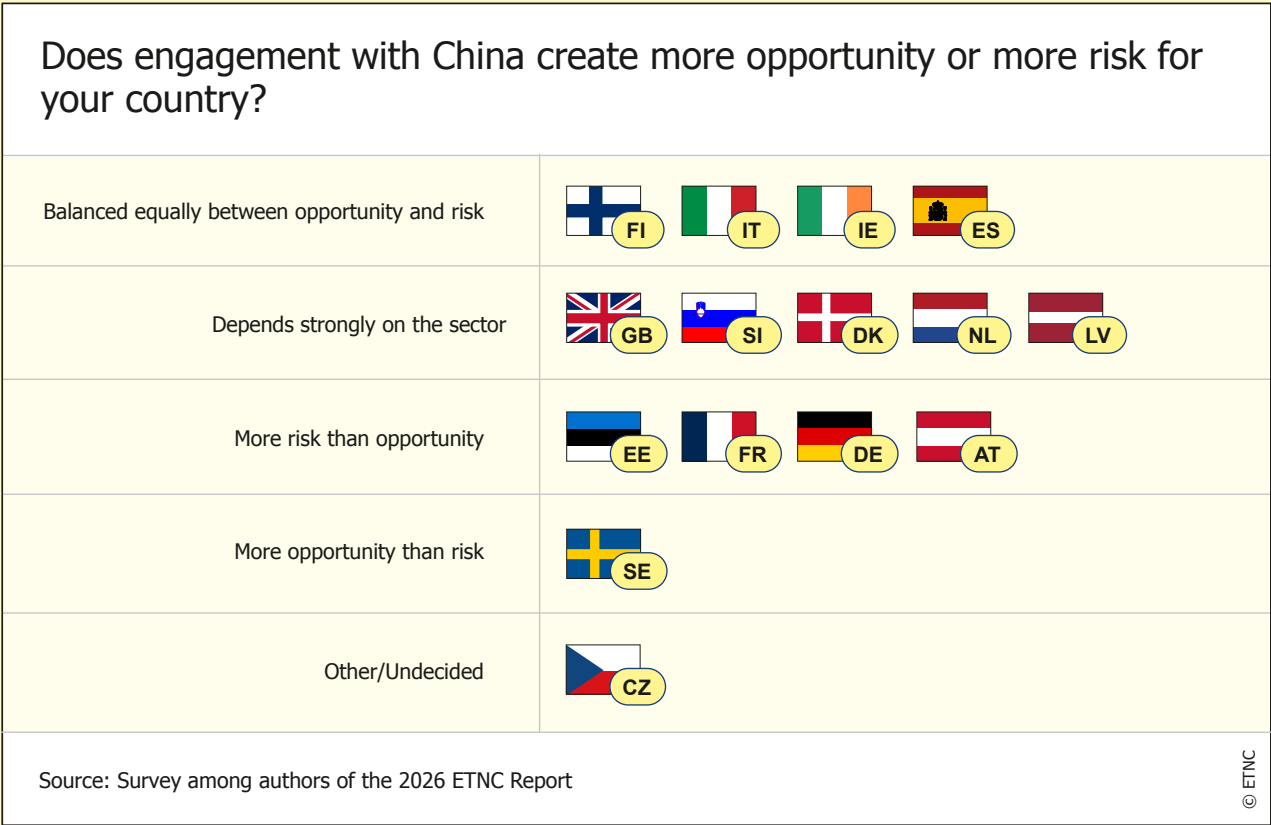 Does engagement with China create more opportunity or more risk for
your country?
Balanced equally between opportunity and risk
FI IT IE ES
Depends strongly on the sector
GB SI DK NL LV
More risk than opportunity
EE FR DE AT
More opportunity than risk
SE
Other/Undecided
CZ
Source: Survey among authors of the 2026 ETNC Report
© ETNC